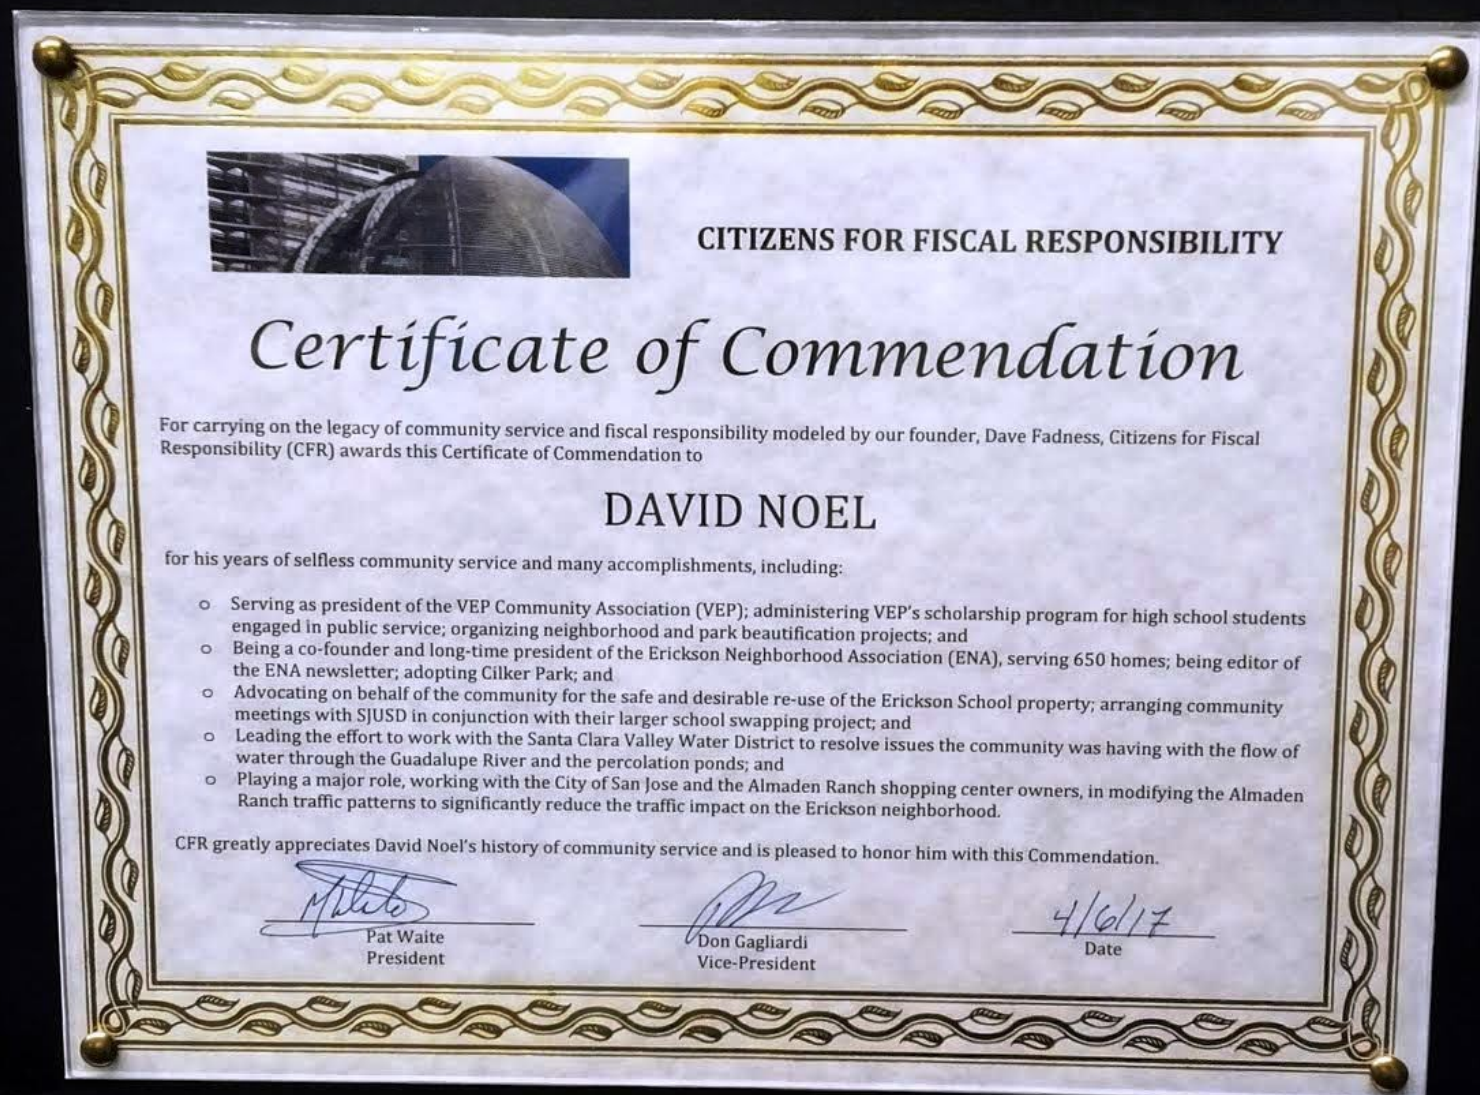 CITIZENS FOR FISCAL RESPONSIBILITY
Certificate of Commendation
For carrying on the legacy of community service and fiscal responsibility modeled by our founder, Dave Fadness, Citizens for Fiscal
Responsibility (CFR) awards this Certificate of Commendation to
DAVID NOEL
for his years of selfless community service and many accomplishments, including:
o Serving as president of the VEP Community Association (VEP); administering VEP's scholarship program for high school students
engaged in public service; organizing neighborhood and park beautification projects; and
o Being a co-founder and long-time president of the Erickson Neighborhood Association (ENA), serving 650 homes; being editor of
the ENA newsletter; adopting Cilker Park; and
o Advocating on behalf of the community for the safe and desirable re-use of the Erickson School property; arranging community
meetings with SJUSD in conjunction with their larger school swapping project; and
o Leading the effort to work with the Santa Clara Valley Water District to resolve issues the community was having with the flow of
water through the Guadalupe River and the percolation ponds; and
o Playing a major role, working with the City of San Jose and the Almaden Ranch shopping center owners, in modifying the Almaden
Ranch traffic patterns to significantly reduce the traffic impact on the Erickson neighborhood.
CFR greatly appreciates David Noel's history of community service and is pleased to honor him with this Commendation.
4/6/17
Pat Waite
President
Don Gagliardi
Vice-President
Date